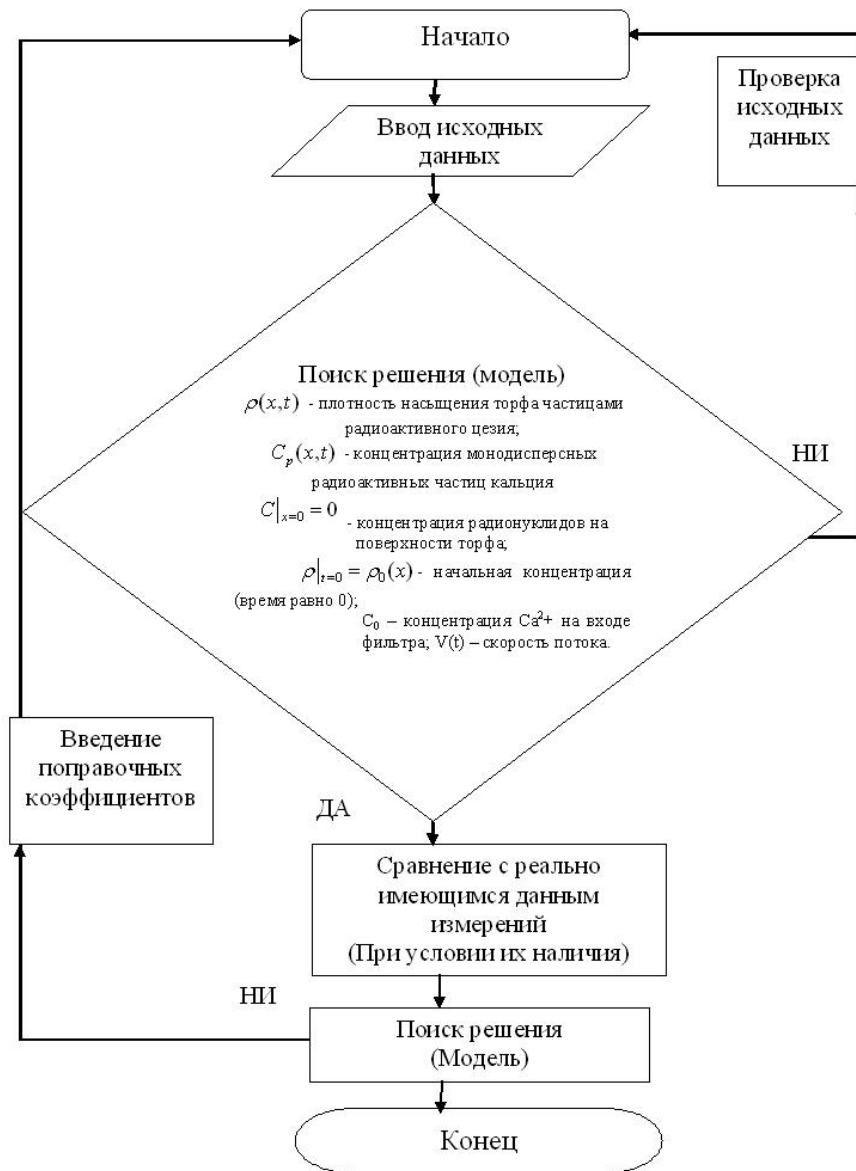 Начало
Проверка
исходных
данных
Ввод исходных
данных
Поиск решения (модель)
ρ(x,t) - плотность насыщения торфа частицами
радиоактивного цезия;
C_p(x,t) - концентрация монодисперсных
радиоактивных частиц кальция
C|_{x=0} = 0 - концентрация радионуклидов на
поверхности торфа;
ρ|_{t=0} = ρ_0(x) - начальная концентрация
(время равно 0);
C₀ – концентрация Ca²+ на входе
фильтра; V(t) – скорость потока.
НИ
Введение
поправочных
коэффициентов
ДА
Сравнение с реально
имеющимся данным
измерений
(При условии их наличия)
НИ
Поиск решения
(Модель)
Конец